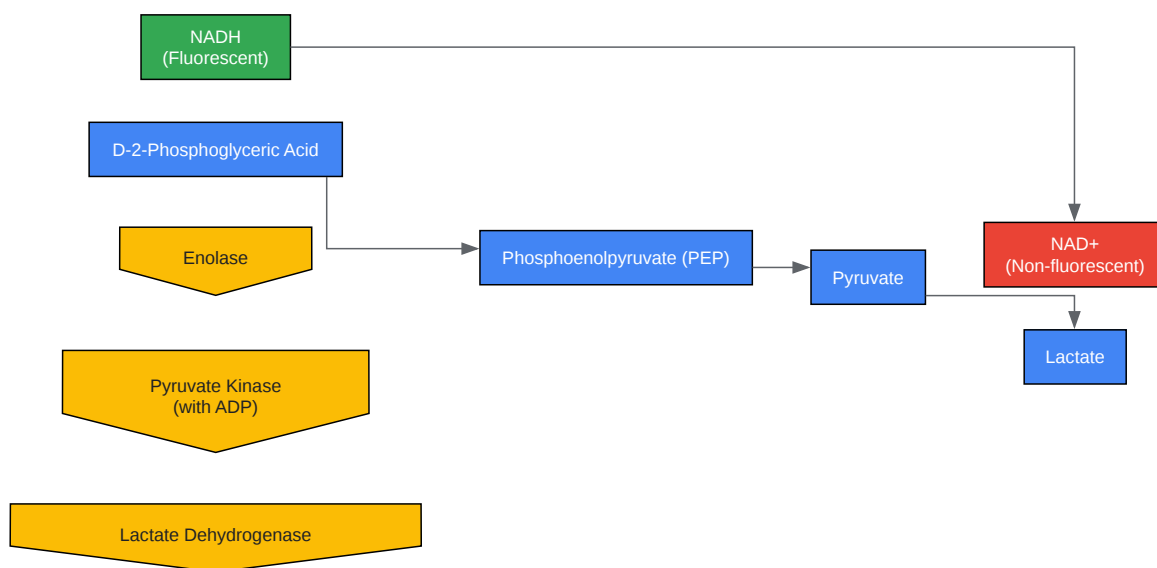 NADH
(Fluorescent)
D-2-Phosphoglyceric Acid
Enolase
Phosphoenolpyruvate (PEP)
Pyruvate
NAD+
(Non-fluorescent)
Lactate
Pyruvate Kinase
(with ADP)
Lactate Dehydrogenase